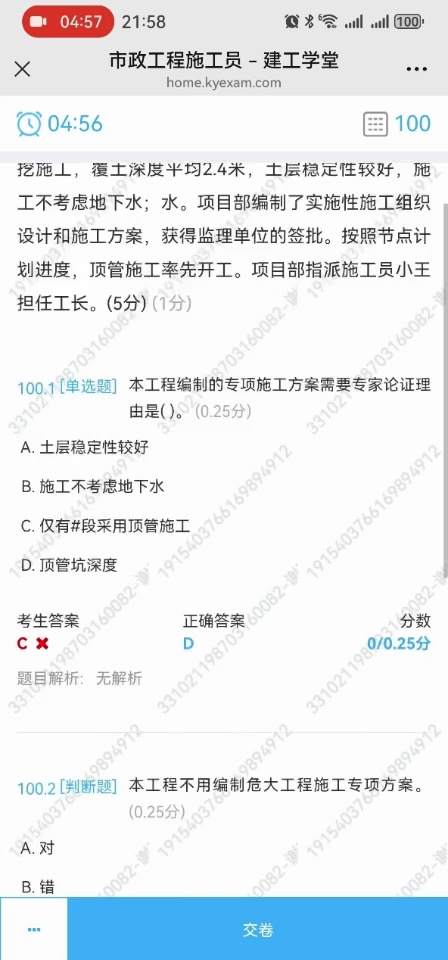 04:57 21:58 6 100
市政工程施工员 – 建工学堂
home.kyexam.com
04:56 100
挖施工，覆土深度平均2.4米，土层稳定性较好，施
工不考虑地下水；水。项目部编制了实施性施工组织
设计和施工方案，获得监理单位的签批。按照节点计
划进度，顶管施工率先开工。项目部指派施工员小王
担任工长。(5分) (1分)
100.1 [单选题] 本工程编制的专项施工方案需要专家论证理
由是( )。 (0.25分)
A. 土层稳定性较好
B. 施工不考虑地下水
C. 仅有#段采用顶管施工
D. 顶管坑深度
考生答案 正确答案 分数
C ✖ D 0/0.25分
题目解析： 无解析
100.2 [判断题] 本工程不用编制危大工程施工专项方案。
(0.25分)
A. 对
B. 错
... 交卷